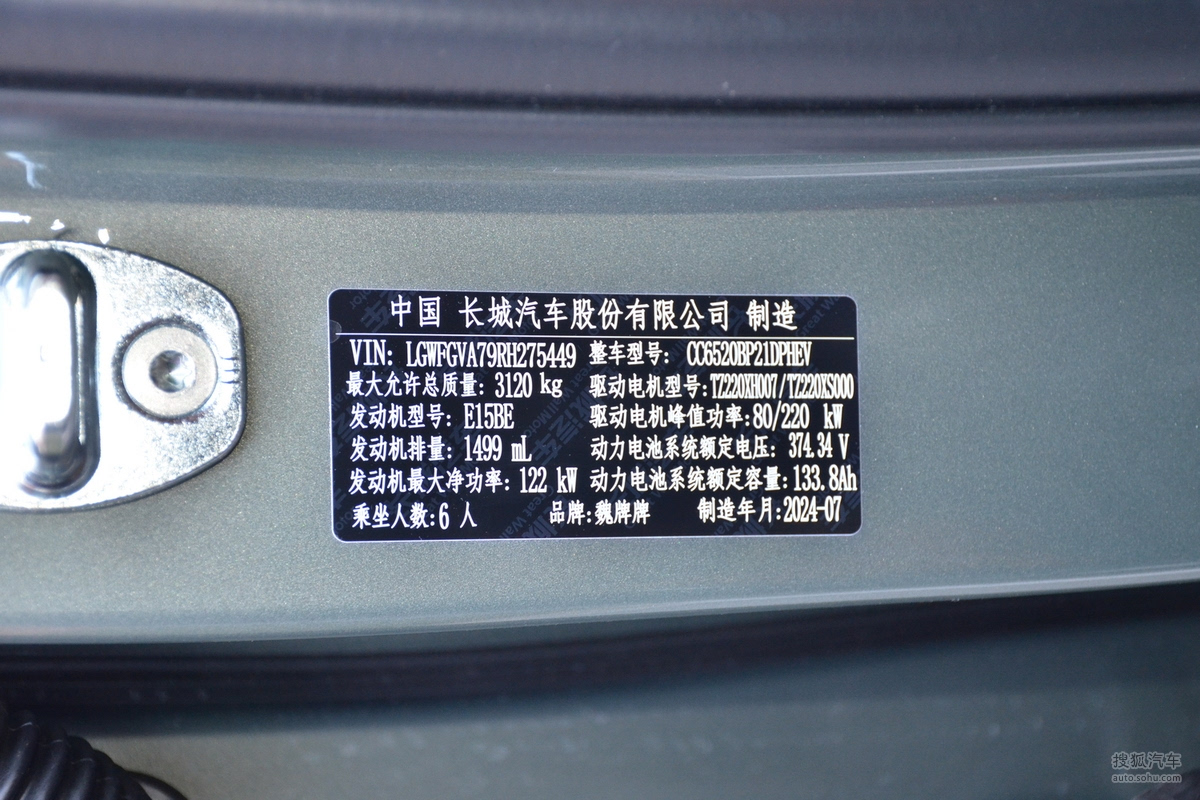 中国 长城汽车股份有限公司 制造
VIN: LGWFGVA79RH275449 整车型号: CC6520BP21DPHEV
最大允许总质量: 3120 kg 驱动电机型号:TZ220XH007/TZ220XS000
发动机型号: E15BE 驱动电机峰值功率:80/220 kW
发动机排量: 1499 mL 动力电池系统额定电压: 374.34 V
发动机最大净功率: 122 kW 动力电池系统额定容量:133.8Ah
乘坐人数:6 人 品牌:魏牌牌 制造年月:2024-07
搜狐汽车
auto.sohu.com